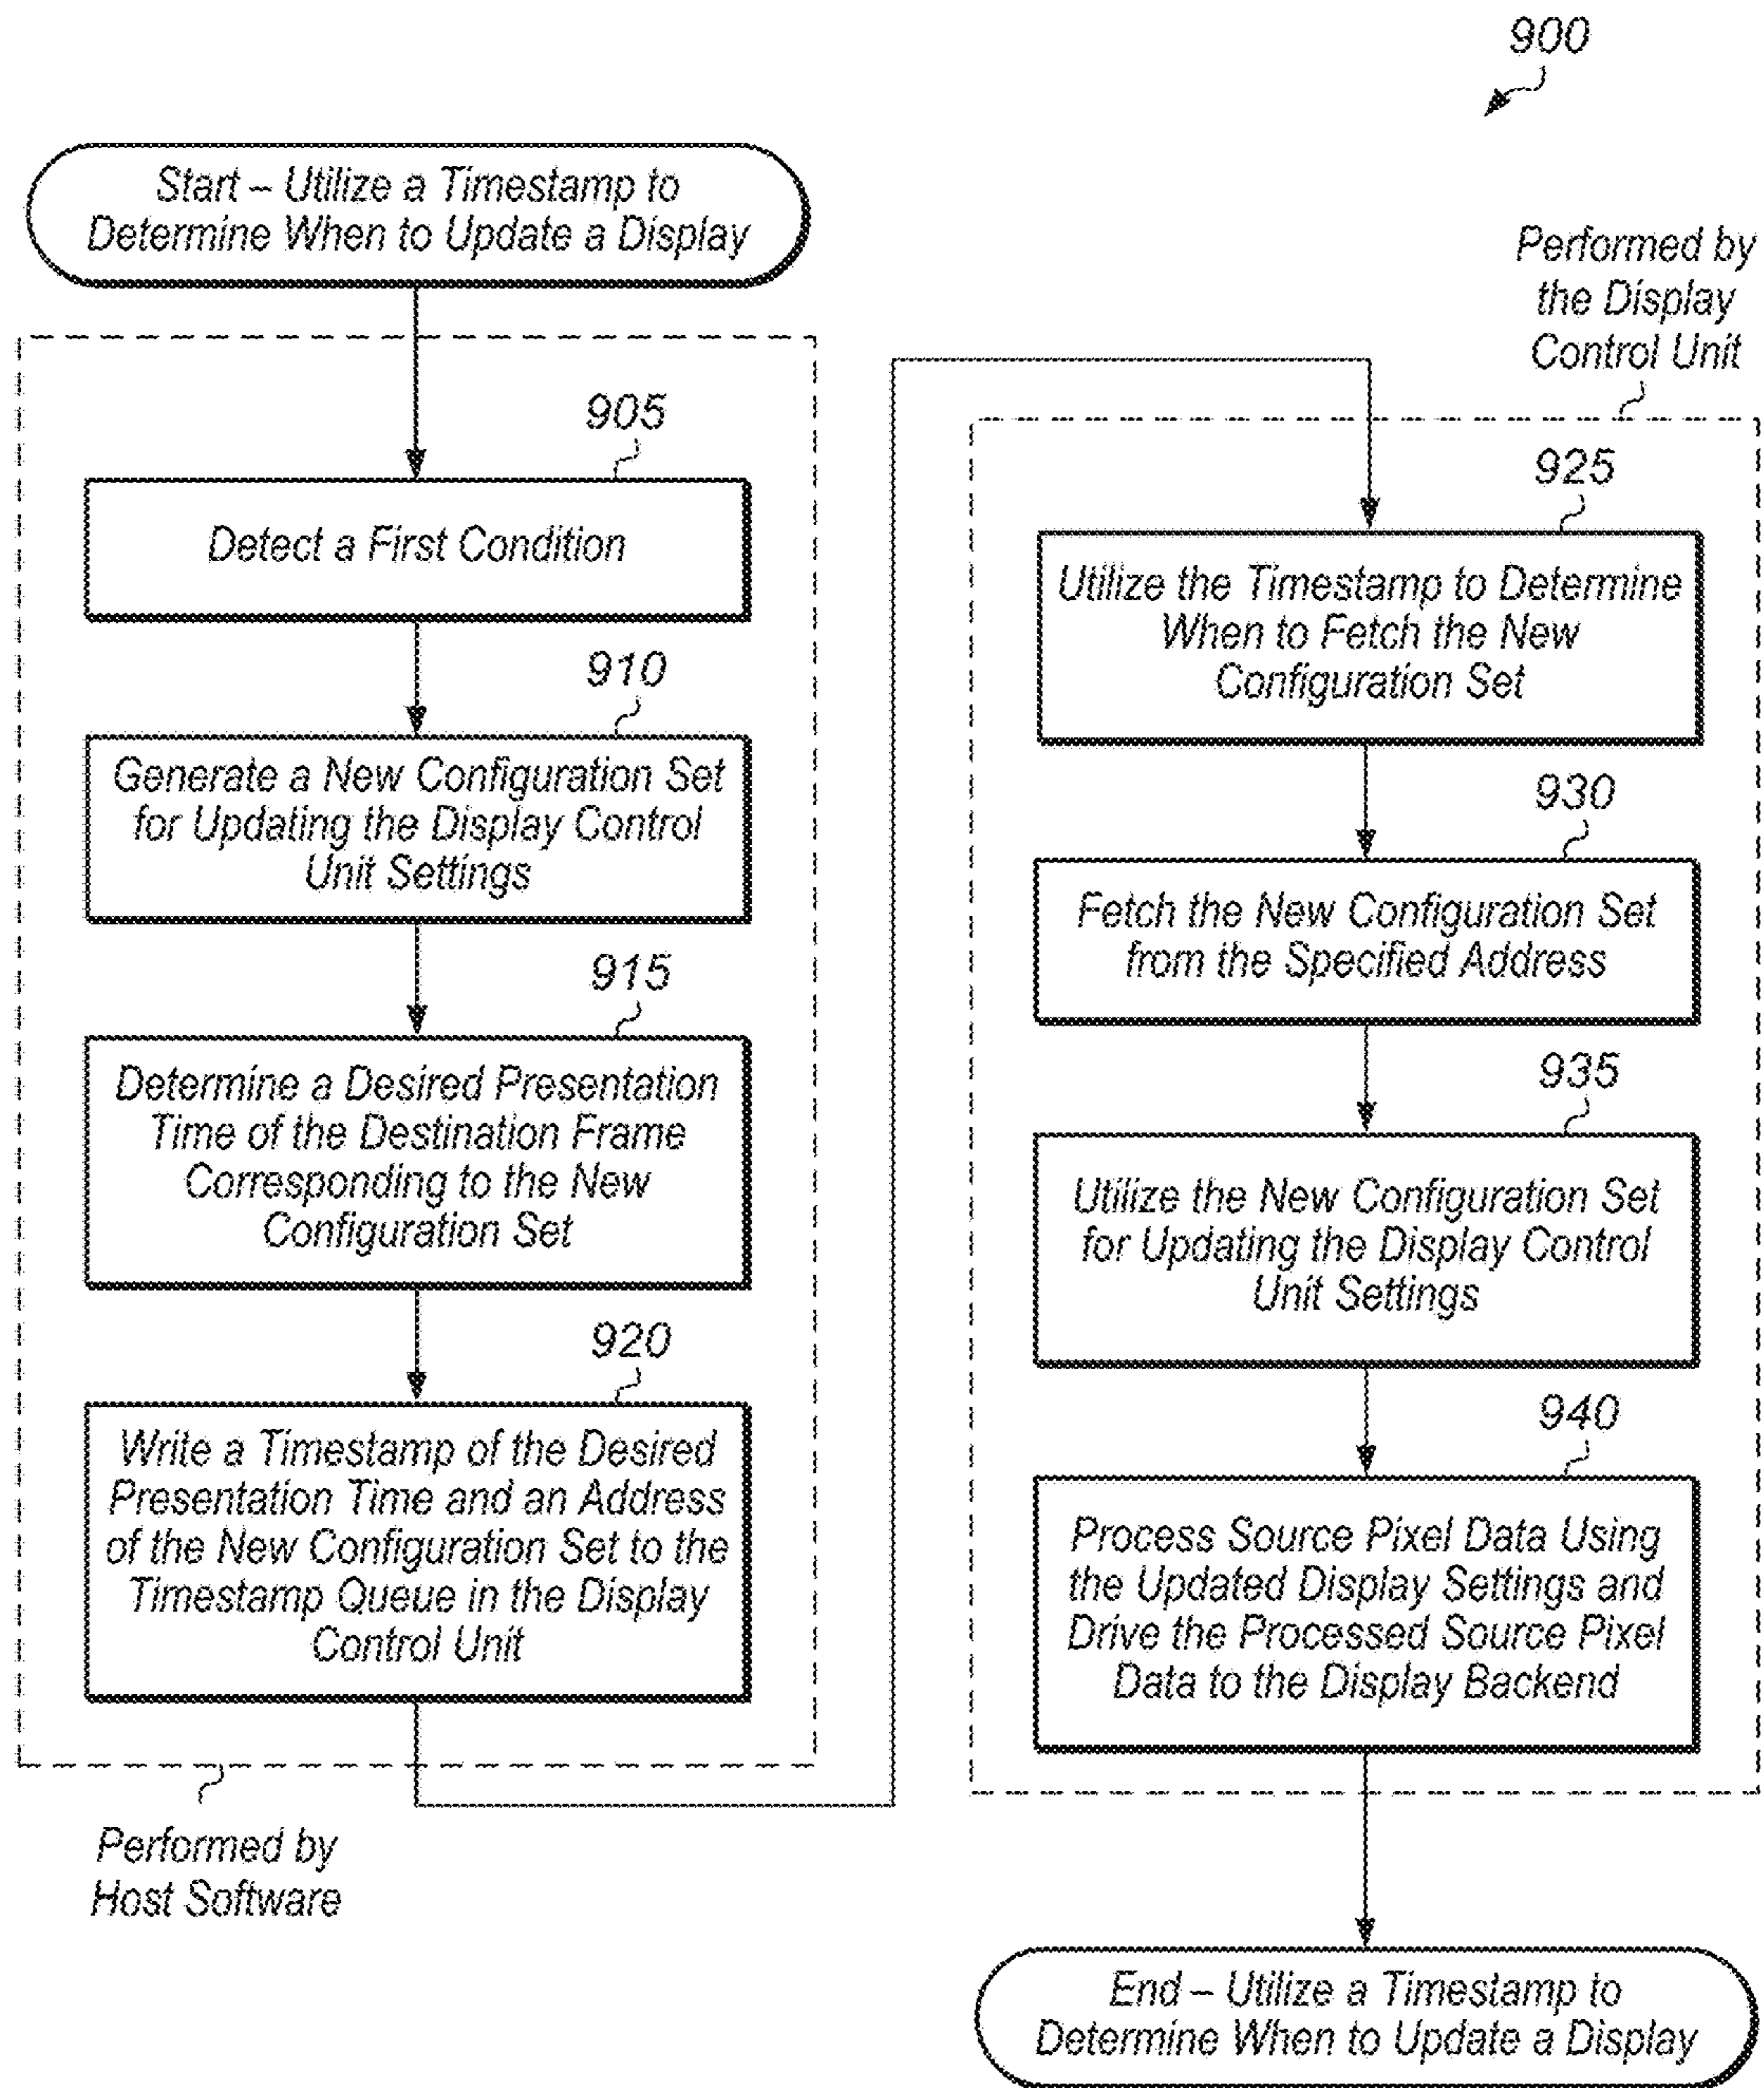 900
Start – Utilize a Timestamp to
Determine When to Update a Display
905
Detect a First Condition
910
Generate a New Configuration Set
for Updating the Display Control
Unit Settings
915
Determine a Desired Presentation
Time of the Destination Frame
Corresponding to the New
Configuration Set
920
Write a Timestamp of the Desired
Presentation Time and an Address
of the New Configuration Set to the
Timestamp Queue in the Display
Control Unit
Performed by
Host Software
Performed by
the Display
Control Unit
925
Utilize the Timestamp to Determine
When to Fetch the New
Configuration Set
930
Fetch the New Configuration Set
from the Specified Address
935
Utilize the New Configuration Set
for Updating the Display Control
Unit Settings
940
Process Source Pixel Data Using
the Updated Display Settings and
Drive the Processed Source Pixel
Data to the Display Backend
End – Utilize a Timestamp to
Determine When to Update a Display